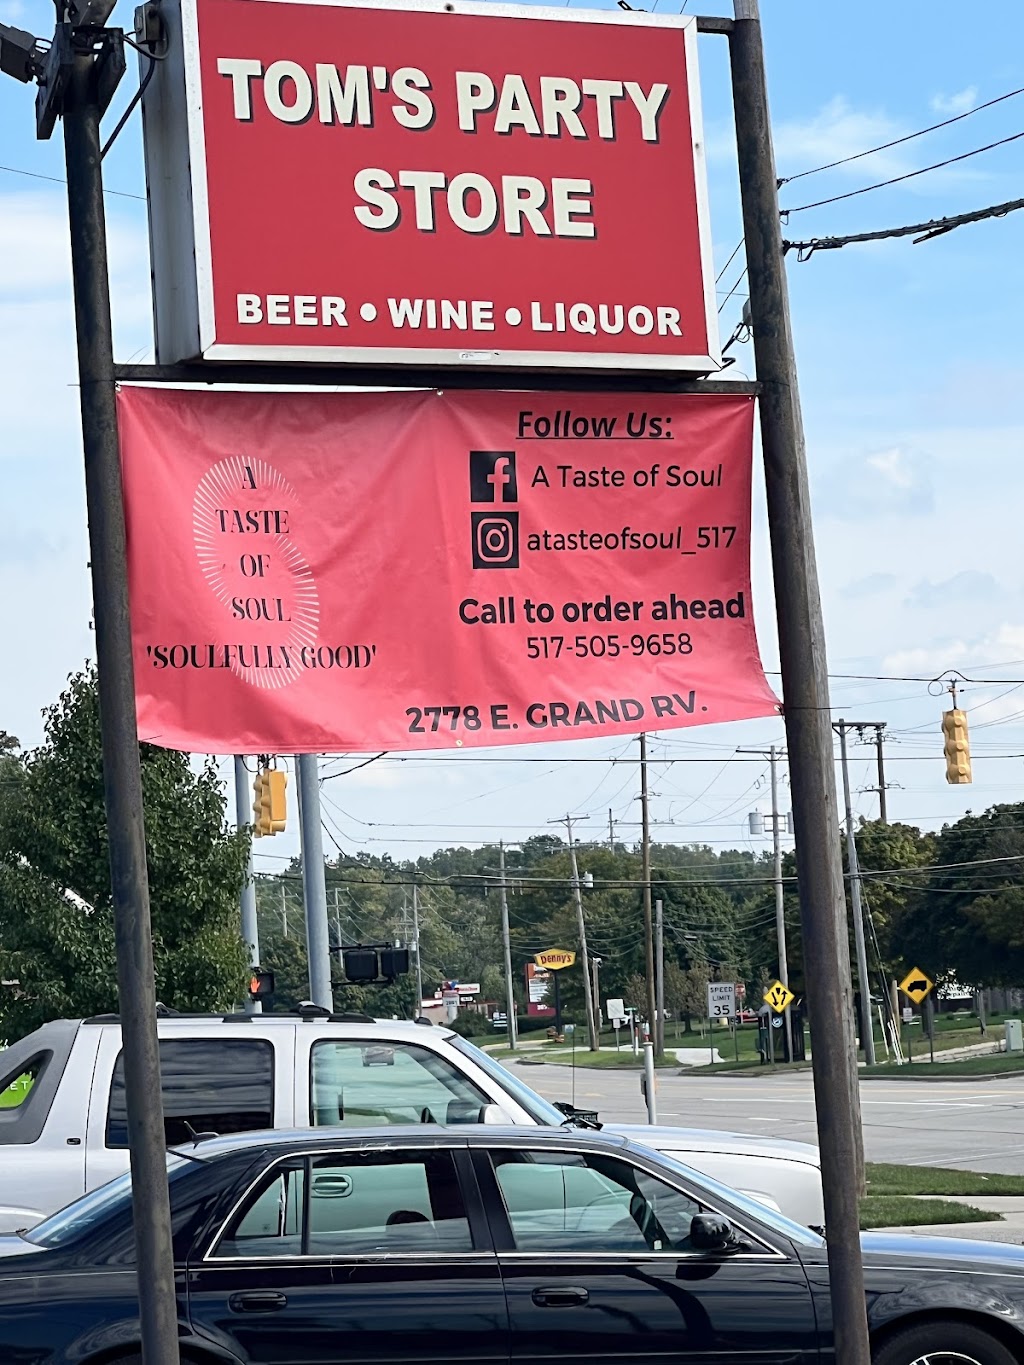 TOM'S PARTY
STORE
BEER • WINE • LIQUOR
A
TASTE
OF
SOUL
'SOULFULLY GOOD'
Follow Us:
A Taste of Soul
atasteofsoul_517
Call to order ahead
517-505-9658
2778 E. GRAND RV.
Denny's
SPEED
LIMIT
35